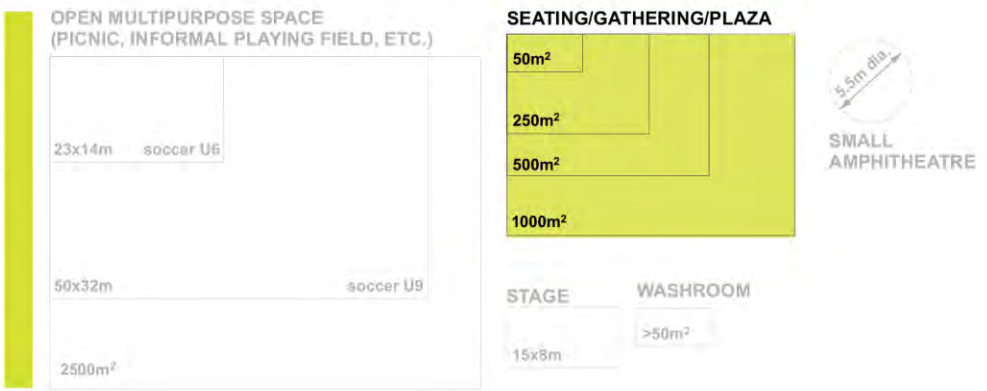 OPEN MULTIPURPOSE SPACE
(PICNIC, INFORMAL PLAYING FIELD, ETC.)
23x14m soccer U6
50x32m soccer U9
2500m²
SEATING/GATHERING/PLAZA
50m²
250m²
500m²
1000m²
5.5m dia.
SMALL
AMPHITHEATRE
STAGE
15x8m
WASHROOM
>50m²